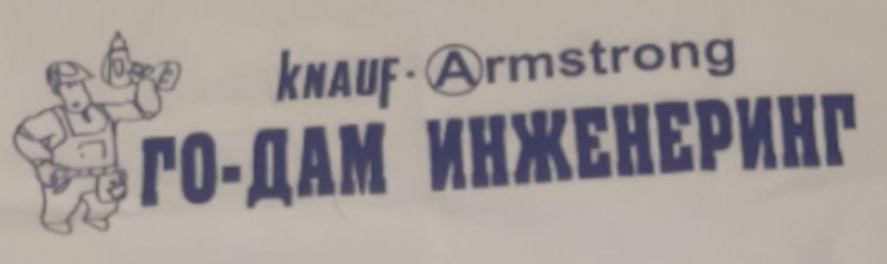 KNAUF · Armstrong
ГО-ДАМ ИНЖЕНЕРИНГ